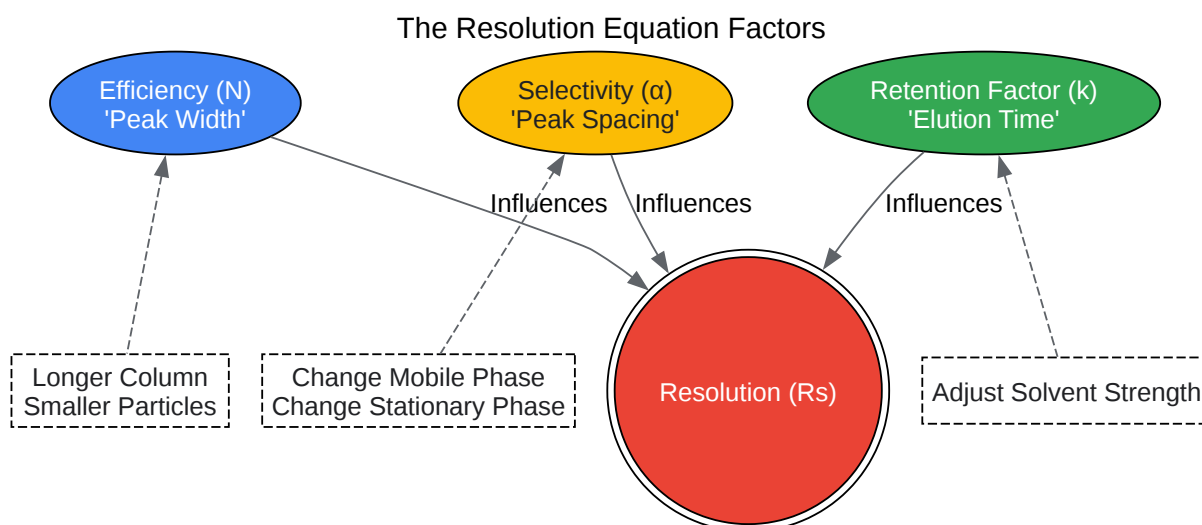 The Resolution Equation Factors
Efficiency (N)
'Peak Width'
Selectivity (α)
'Peak Spacing'
Retention Factor (k)
'Elution Time'
Influences
Influences
Influences
Longer Column
Smaller Particles
Change Mobile Phase
Change Stationary Phase
Resolution (Rs)
Adjust Solvent Strength